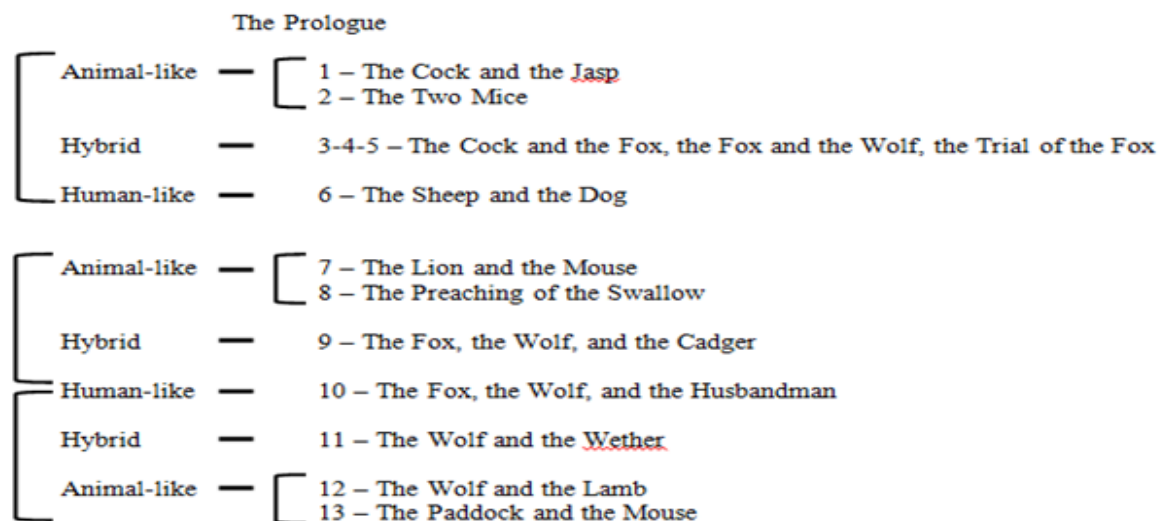 The Prologue
Animal-like — 1 – The Cock and the Jasp
2 – The Two Mice
Hybrid — 3-4-5 – The Cock and the Fox, the Fox and the Wolf, the Trial of the Fox
Human-like — 6 – The Sheep and the Dog
Animal-like — 7 – The Lion and the Mouse
8 – The Preaching of the Swallow
Hybrid — 9 – The Fox, the Wolf, and the Cadger
Human-like — 10 – The Fox, the Wolf, and the Husbandman
Hybrid — 11 – The Wolf and the Wether
Animal-like — 12 – The Wolf and the Lamb
13 – The Paddock and the Mouse